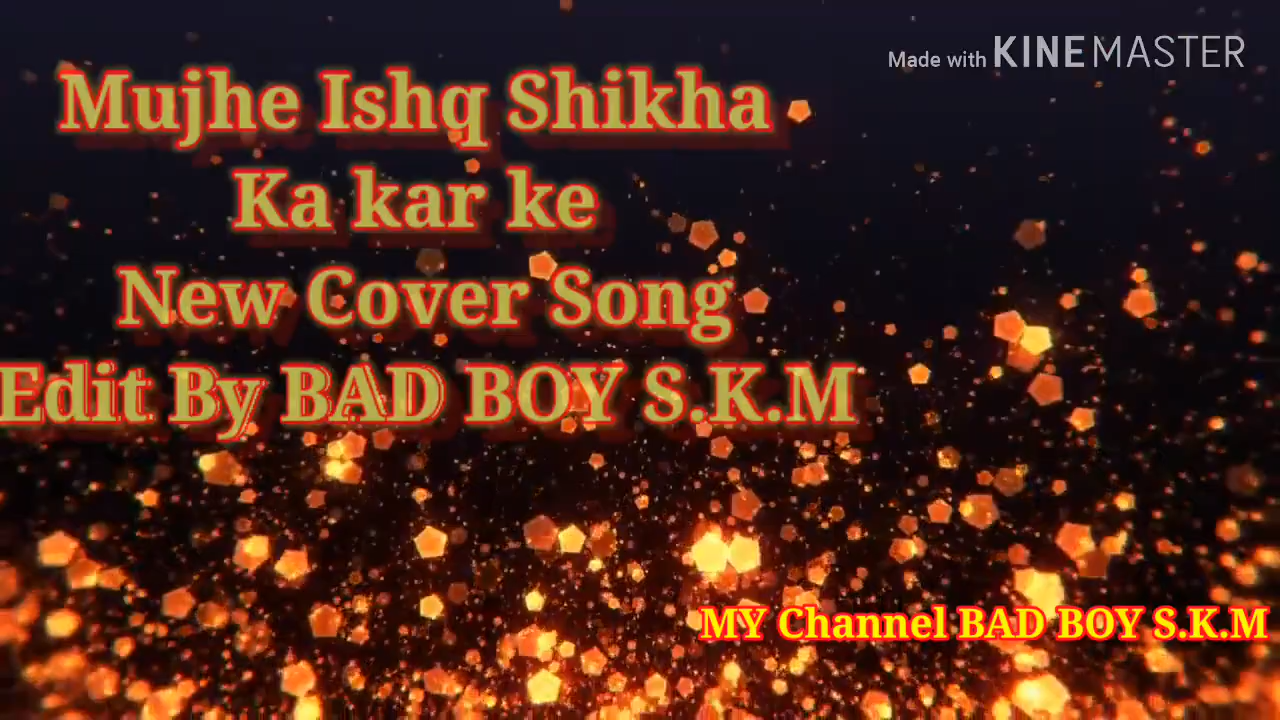 Made with KINEMASTER
Mujhe Ishq Shikha
Ka kar ke
New Cover Song
Edit By BAD BOY S.K.M
MY Channel BAD BOY S.K.M